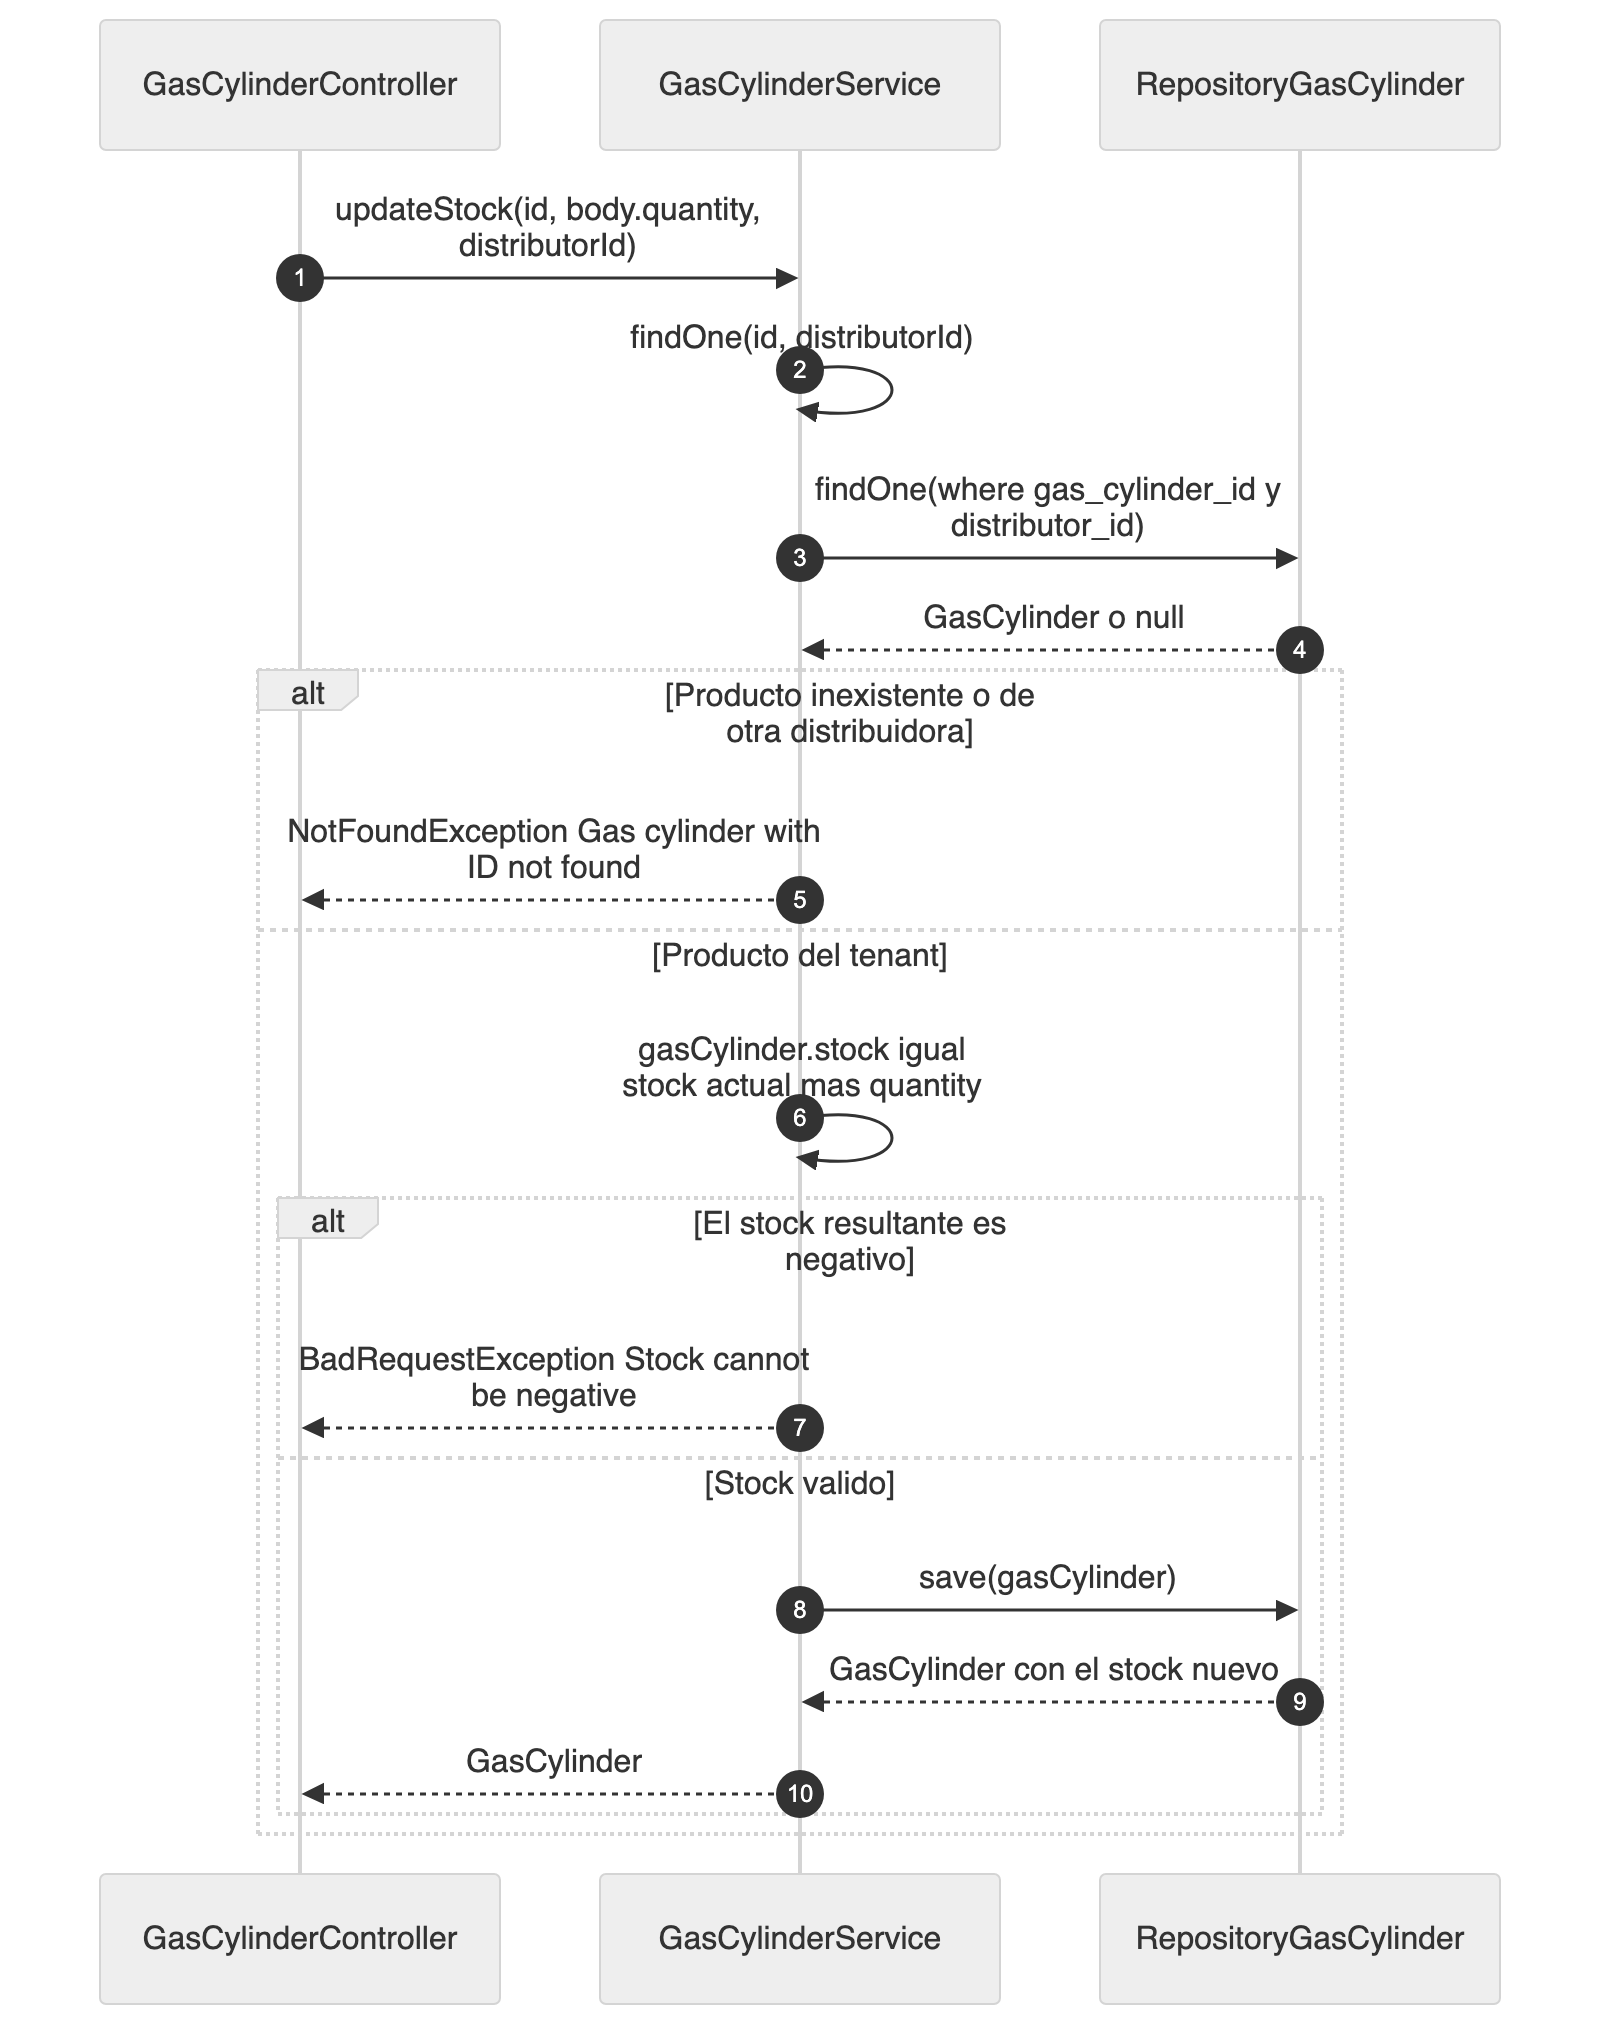 GasCylinderController
GasCylinderService
RepositoryGasCylinder
updateStock(id, body.quantity,
distributorId)
1
findOne(id, distributorId)
2
findOne(where gas_cylinder_id y
distributor_id)
3
GasCylinder o null
4
alt
[Producto inexistente o de
otra distribuidora]
NotFoundException Gas cylinder with
ID not found
5
[Producto del tenant]
gasCylinder.stock igual
stock actual mas quantity
6
alt
[El stock resultante es
negativo]
BadRequestException Stock cannot
be negative
7
[Stock valido]
save(gasCylinder)
8
GasCylinder con el stock nuevo
9
GasCylinder
10
GasCylinderController
GasCylinderService
RepositoryGasCylinder